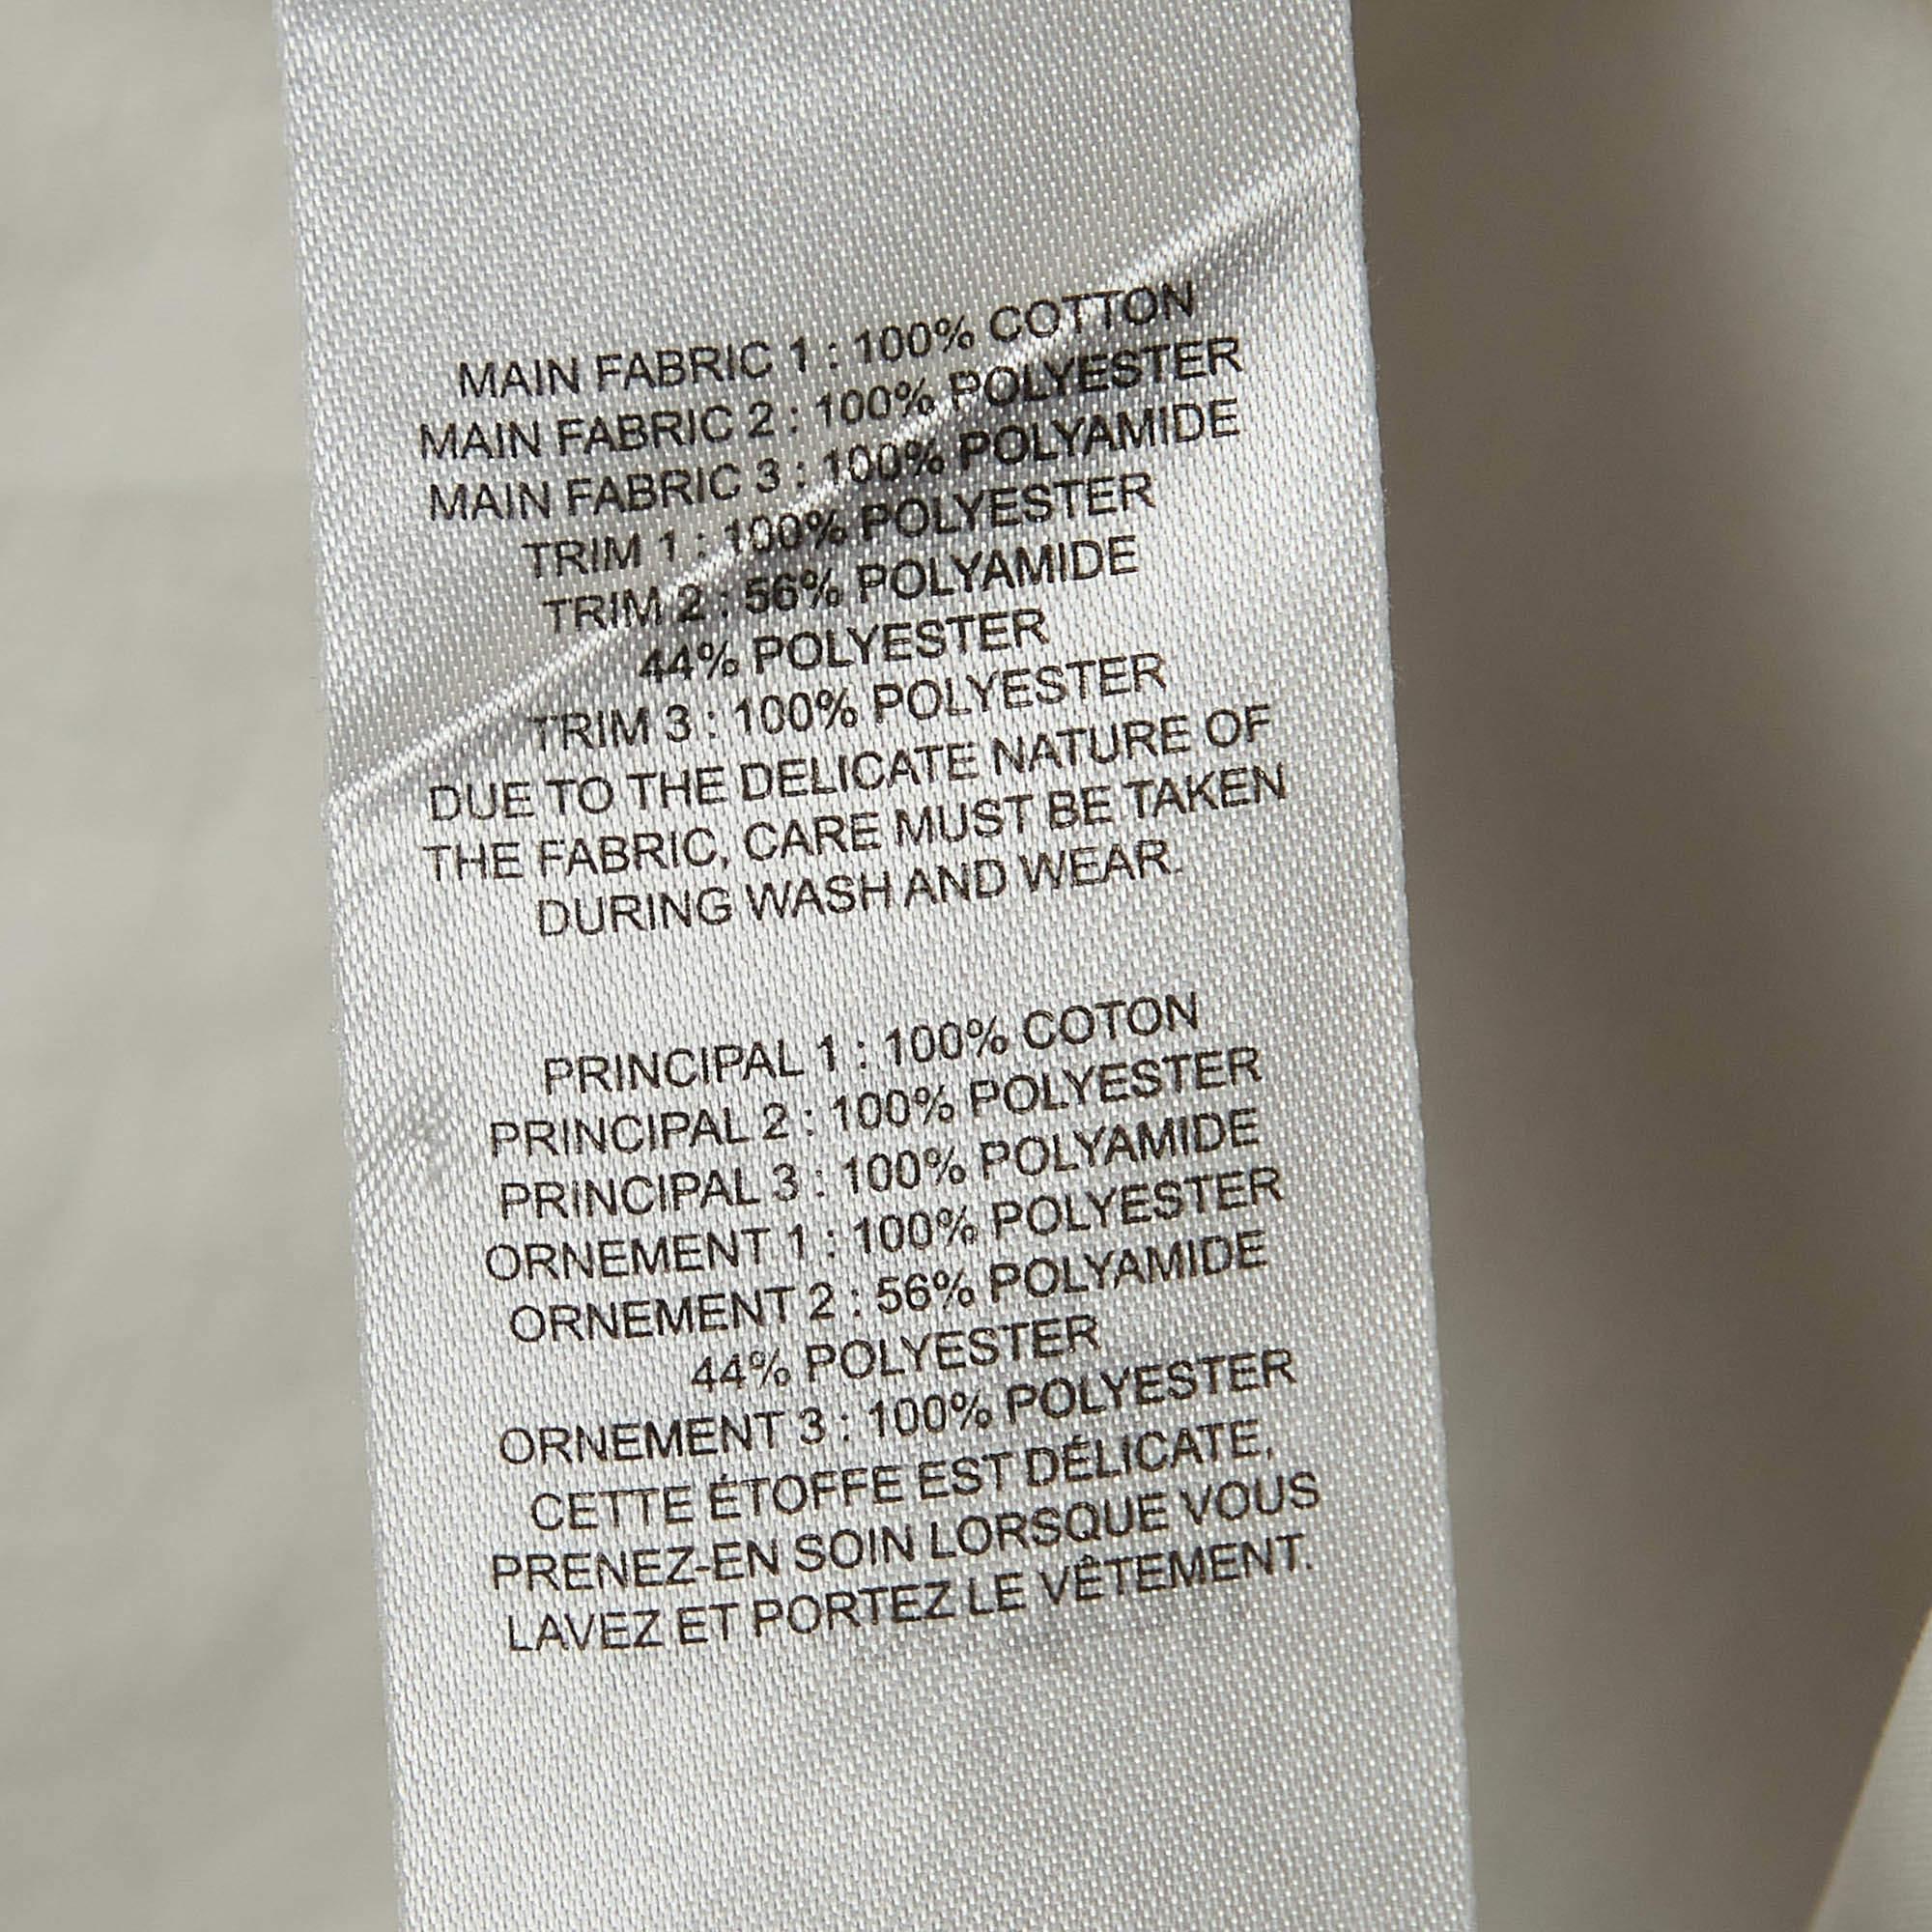 MAIN FABRIC 1 : 100% COTTON
MAIN FABRIC 2 : 100% POLYESTER
MAIN FABRIC 3 : 100% POLYAMIDE
TRIM 1 : 100% POLYESTER
TRIM 2 : 56% POLYAMIDE
44% POLYESTER
TRIM 3 : 100% POLYESTER
DUE TO THE DELICATE NATURE OF
THE FABRIC, CARE MUST BE TAKEN
DURING WASH AND WEAR.
PRINCIPAL 1 : 100% COTON
PRINCIPAL 2 : 100% POLYESTER
PRINCIPAL 3 : 100% POLYAMIDE
ORNEMENT 1 : 100% POLYESTER
ORNEMENT 2 : 56% POLYAMIDE
44% POLYESTER
ORNEMENT 3 : 100% POLYESTER
CETTE ÉTOFFE EST DÉLICATE,
PRENEZ-EN SOIN LORSQUE VOUS
LAVEZ ET PORTEZ LE VÊTEMENT.